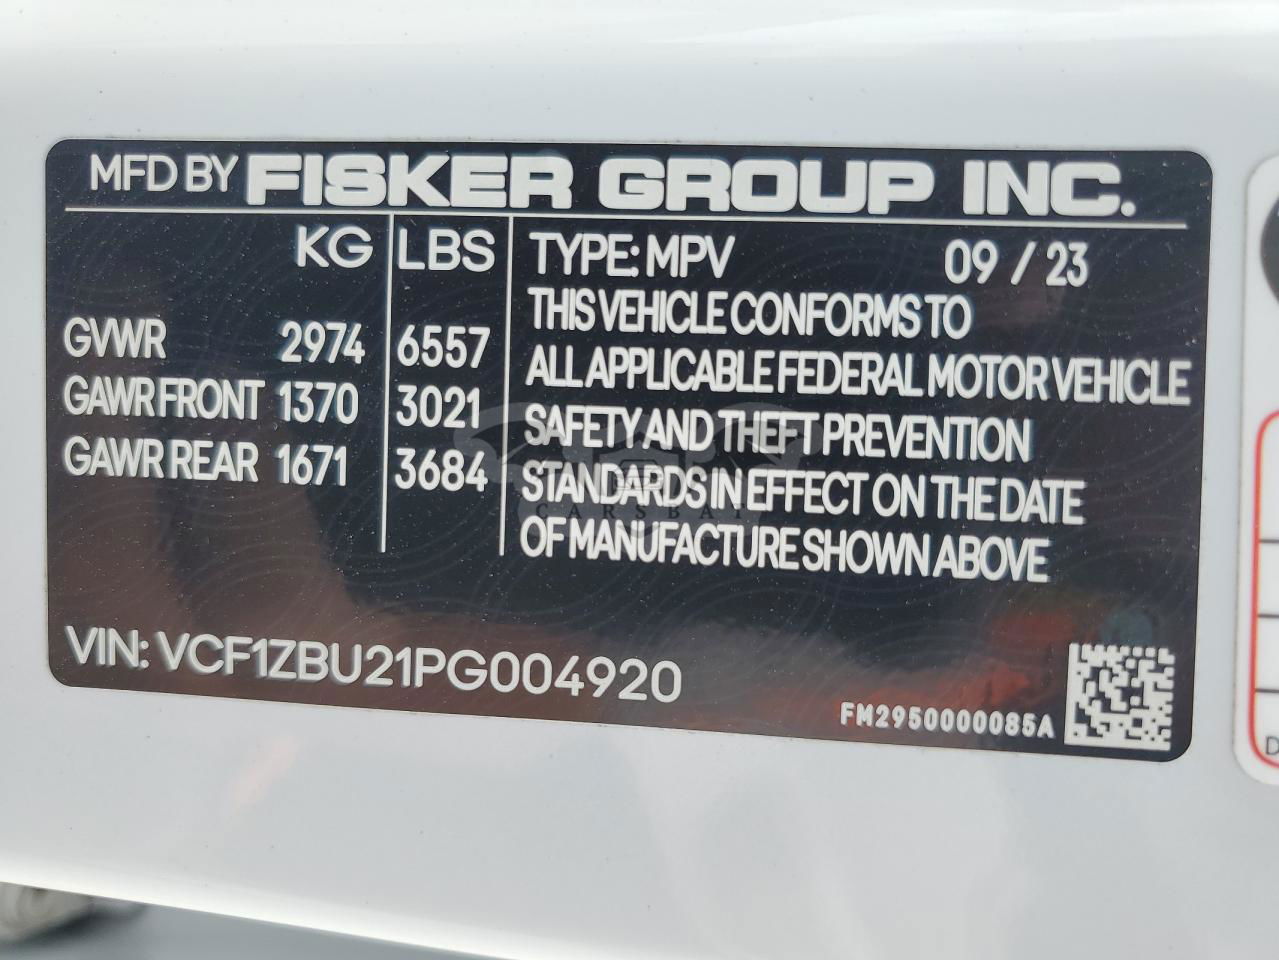 MFD BY FISKER GROUP INC.
KG LBS
GVWR 2974 6557
GAWR FRONT 1370 3021
GAWR REAR 1671 3684
TYPE: MPV 09 / 23
THIS VEHICLE CONFORMS TO
ALL APPLICABLE FEDERAL MOTOR VEHICLE
SAFETY AND THEFT PREVENTION
STANDARDS IN EFFECT ON THE DATE
OF MANUFACTURE SHOWN ABOVE
VIN: VCF1ZBU21PG004920
FM2950000085A
CARSBAT